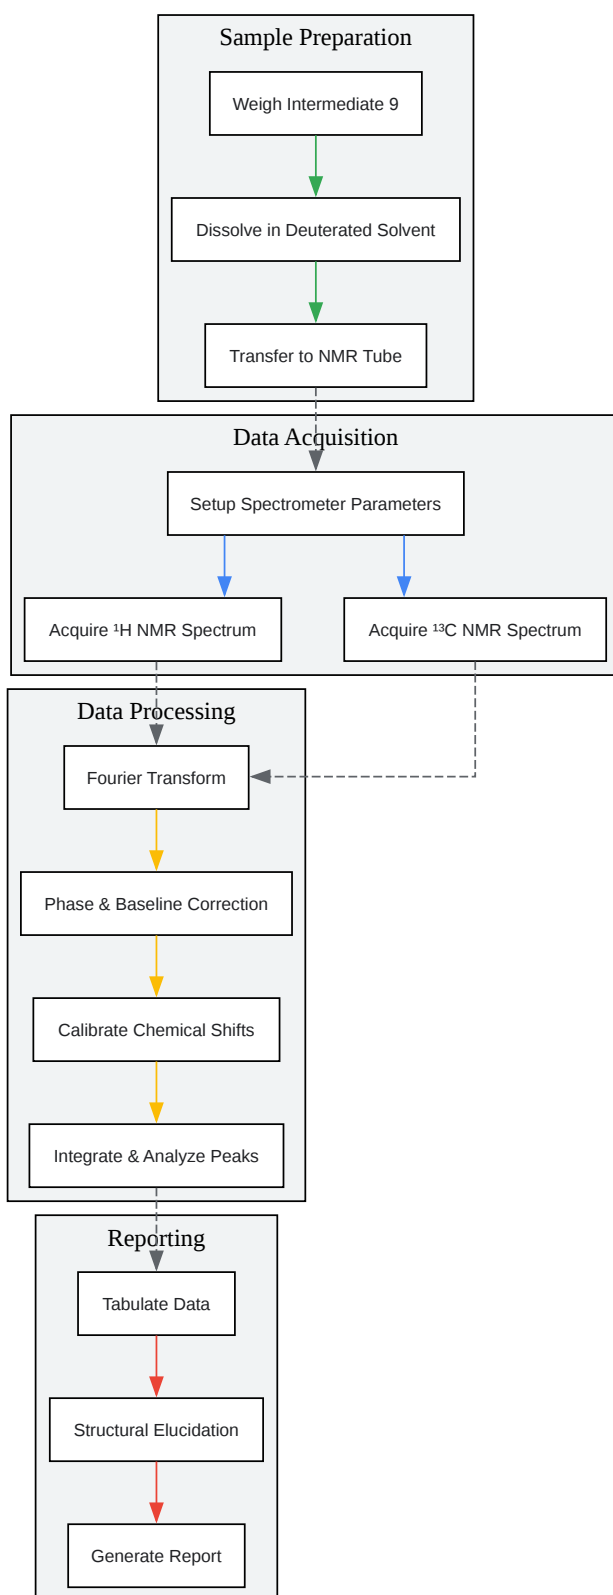 Sample Preparation
Weigh Intermediate 9
Dissolve in Deuterated Solvent
Transfer to NMR Tube
Data Acquisition
Setup Spectrometer Parameters
Acquire ¹H NMR Spectrum
Acquire ¹³C NMR Spectrum
Data Processing
Fourier Transform
Phase & Baseline Correction
Calibrate Chemical Shifts
Integrate & Analyze Peaks
Reporting
Tabulate Data
Structural Elucidation
Generate Report